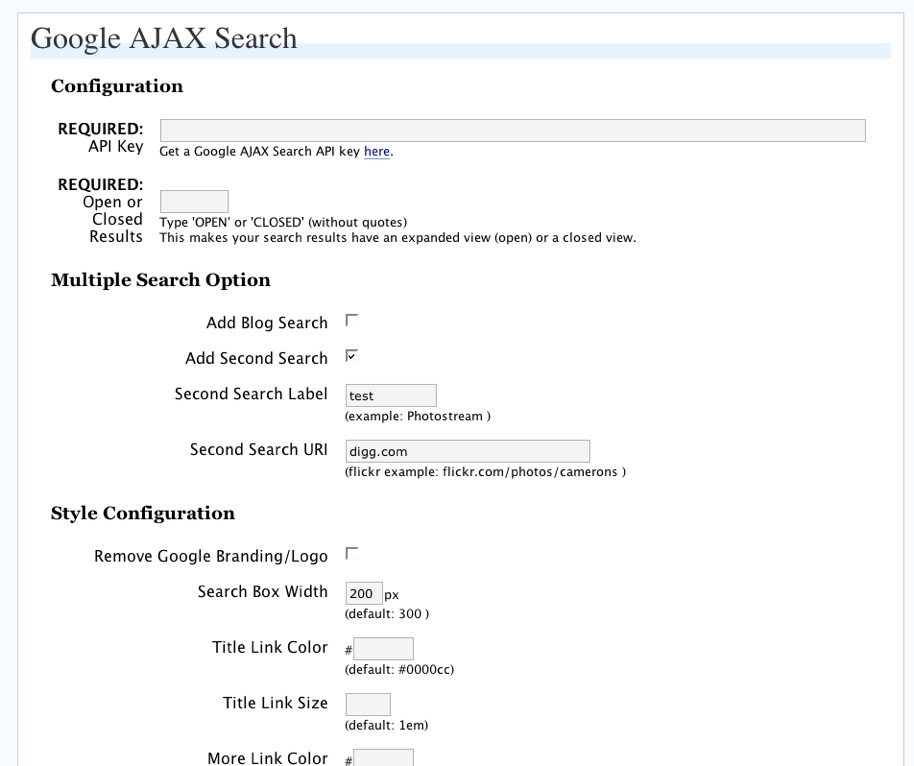 Google AJAX Search
Configuration
REQUIRED:
API Key
Get a Google AJAX Search API key here.
REQUIRED:
Open or
Closed
Results
Type 'OPEN' or 'CLOSED' (without quotes)
This makes your search results have an expanded view (open) or a closed view.
Multiple Search Option
Add Blog Search
Add Second Search
Second Search Label test
(example: Photostream )
Second Search URI digg.com
(flickr example: flickr.com/photos/camerons )
Style Configuration
Remove Google Branding/Logo
Search Box Width 200 px
(default: 300 )
Title Link Color #
(default: #0000cc)
Title Link Size
(default: 1em)
More Link Color #